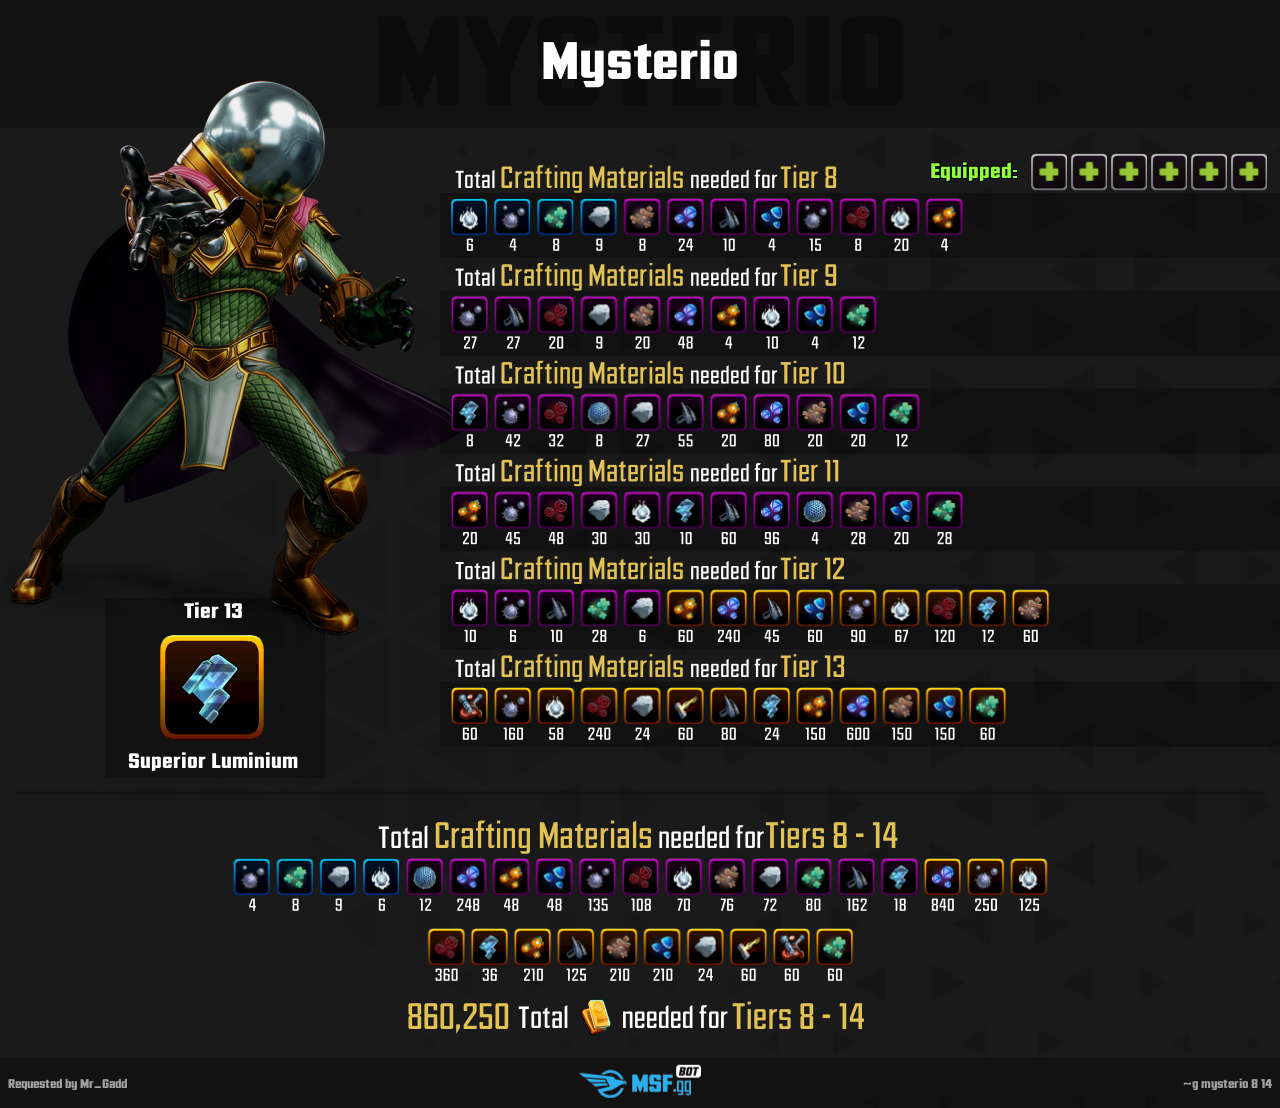 MYSTERIO
Mysterio
Equipped:
Total Crafting Materials needed for Tier 8
6 4 8 9 8 24 10 4 15 8 20 4
Total Crafting Materials needed for Tier 9
27 27 20 9 20 48 4 10 4 12
Total Crafting Materials needed for Tier 10
8 42 32 8 27 55 20 80 20 20 12
Total Crafting Materials needed for Tier 11
20 45 48 30 30 10 60 96 4 28 20 28
Total Crafting Materials needed for Tier 12
10 6 10 28 6 60 240 45 60 90 67 120 12 60
Total Crafting Materials needed for Tier 13
60 160 58 240 24 60 80 24 150 600 150 150 60
Tier 13
Superior Luminium
Total Crafting Materials needed for Tiers 8 - 14
4 8 9 6 12 248 48 48 135 108 70 76 72 80 162 18 840 250 125
360 36 210 125 210 210 24 60 60 60
860,250 Total needed for Tiers 8 - 14
Requested by Mr_Gadd
MSF.gg BOT
~g mysterio 8 14